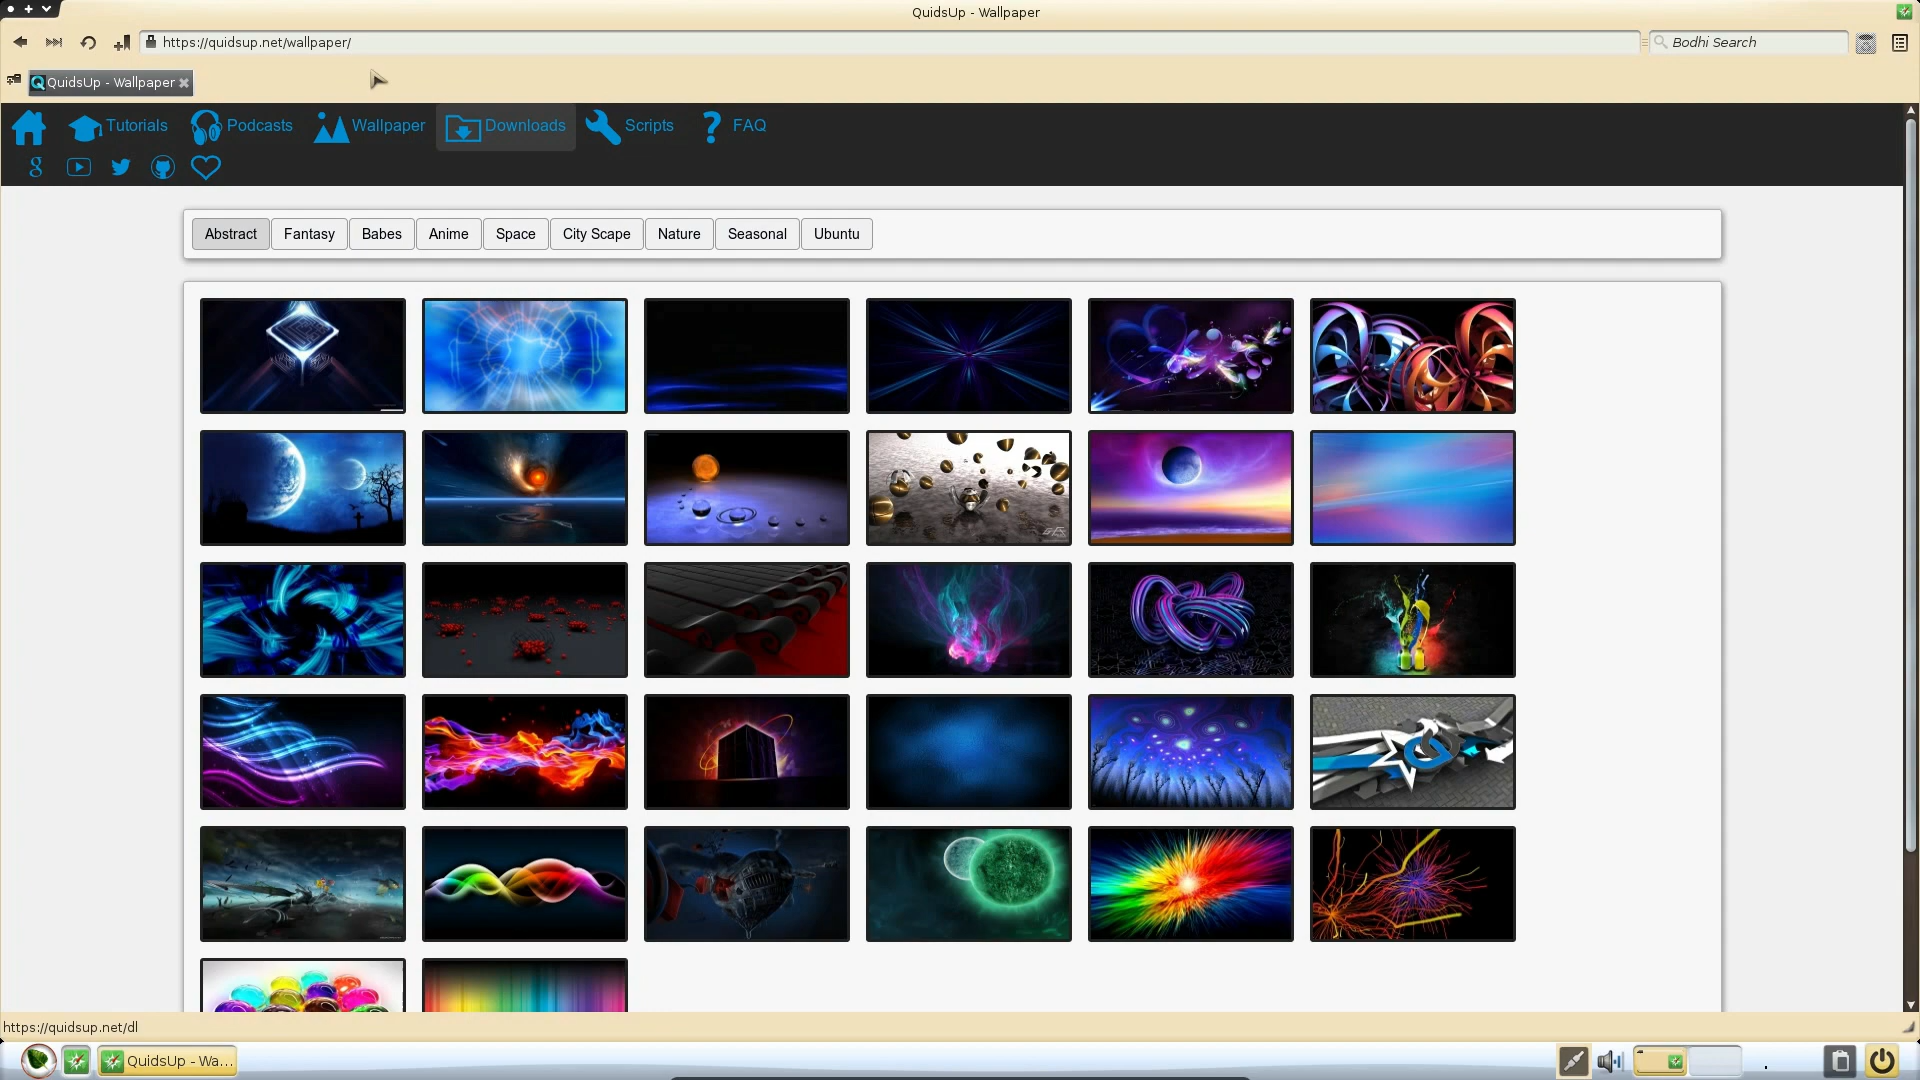 QuidsUp - Wallpaper
https://quidsup.net/wallpaper/
Bodhi Search
QuidsUp - Wallpaper
Tutorials
Podcasts
Wallpaper
Downloads
Scripts
FAQ
Abstract
Fantasy
Babes
Anime
Space
City Scape
Nature
Seasonal
Ubuntu
https://quidsup.net/dl
QuidsUp - Wa...